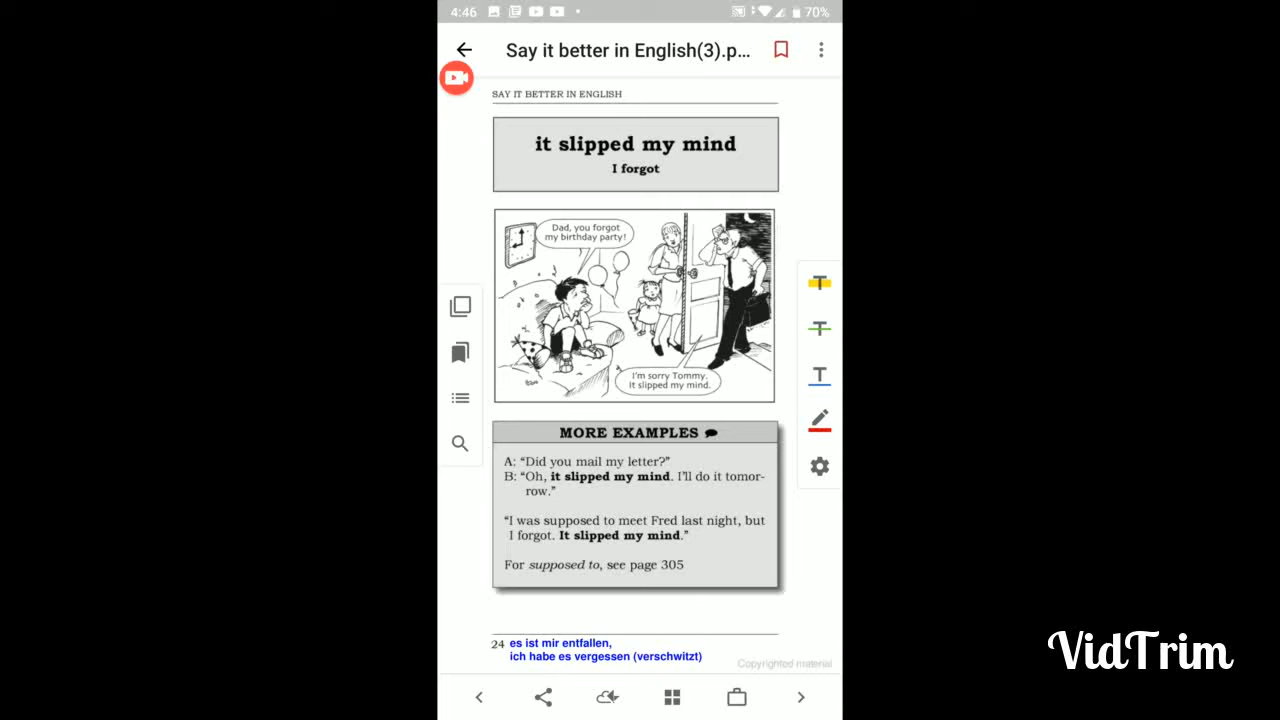 4:46
70%
Say it better in English(3).p...
SAY IT BETTER IN ENGLISH
it slipped my mind
I forgot
Dad, you forgot
my birthday party!
I'm sorry Tommy.
It slipped my mind.
MORE EXAMPLES
A: “Did you mail my letter?”
B: “Oh, it slipped my mind. I'll do it tomor-
row.”
“I was supposed to meet Fred last night, but
I forgot. It slipped my mind.”
For supposed to, see page 305
24 es ist mir entfallen,
ich habe es vergessen (verschwitzt)
Copyrighted material
T
T
T
VidTrim